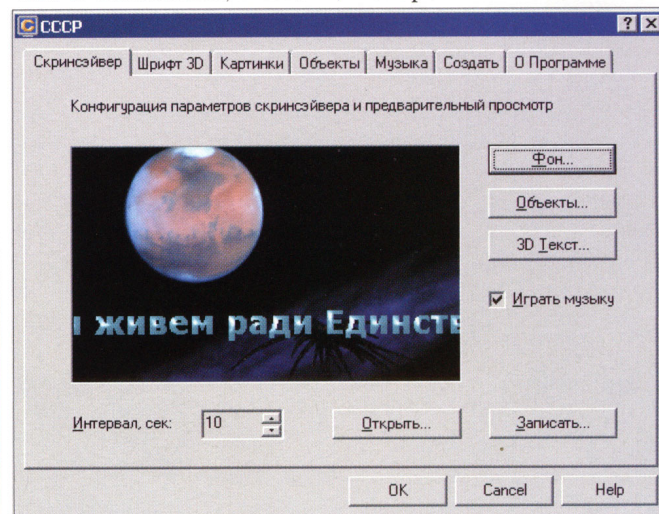 СССР
Скринсэйвер Шрифт 3D Картинки Объекты Музыка Создать О Программе
Конфигурация параметров скринсэйвера и предварительный просмотр
Фон...
Объекты...
3D Текст...
Играть музыку
живем ради
Интервал, сек: 10 Открыть... Записать...
OK Cancel Help